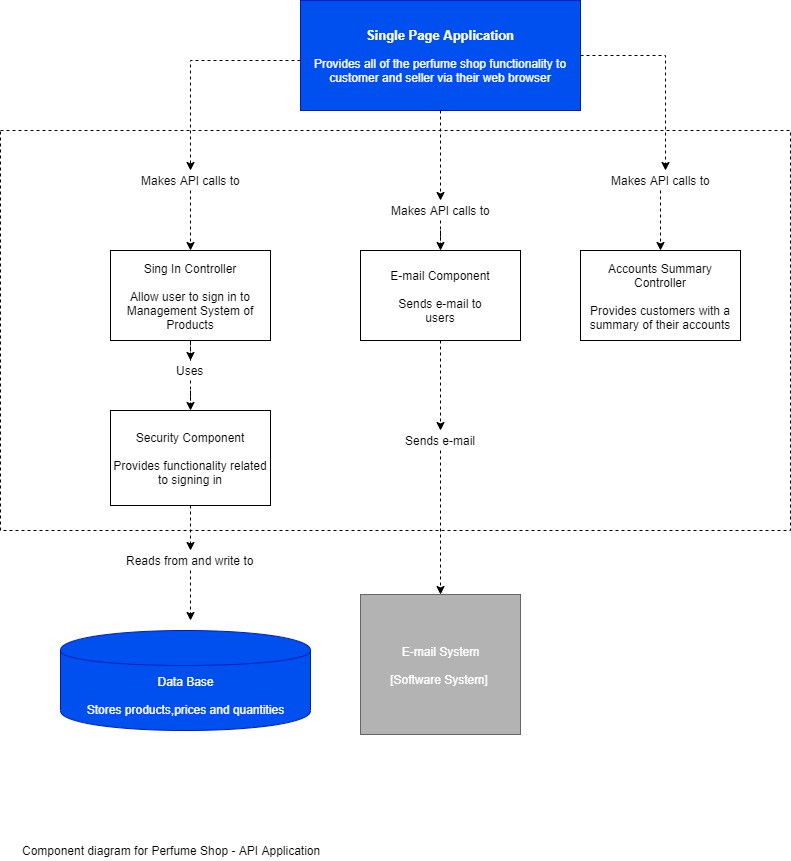 Single Page Application
Provides all of the perfume shop functionality to
customer and seller via their web browser
Makes API calls to
Makes API calls to
Makes API calls to
Sing In Controller
Allow user to sign in to
Management System of
Products
E-mail Component
Sends e-mail to
users
Accounts Summary
Controller
Provides customers with a
summary of their accounts
Uses
Security Component
Provides functionality related
to signing in
Sends e-mail
Reads from and write to
Data Base
Stores products,prices and quantities
E-mail System
[Software System]
Component diagram for Perfume Shop - API Application